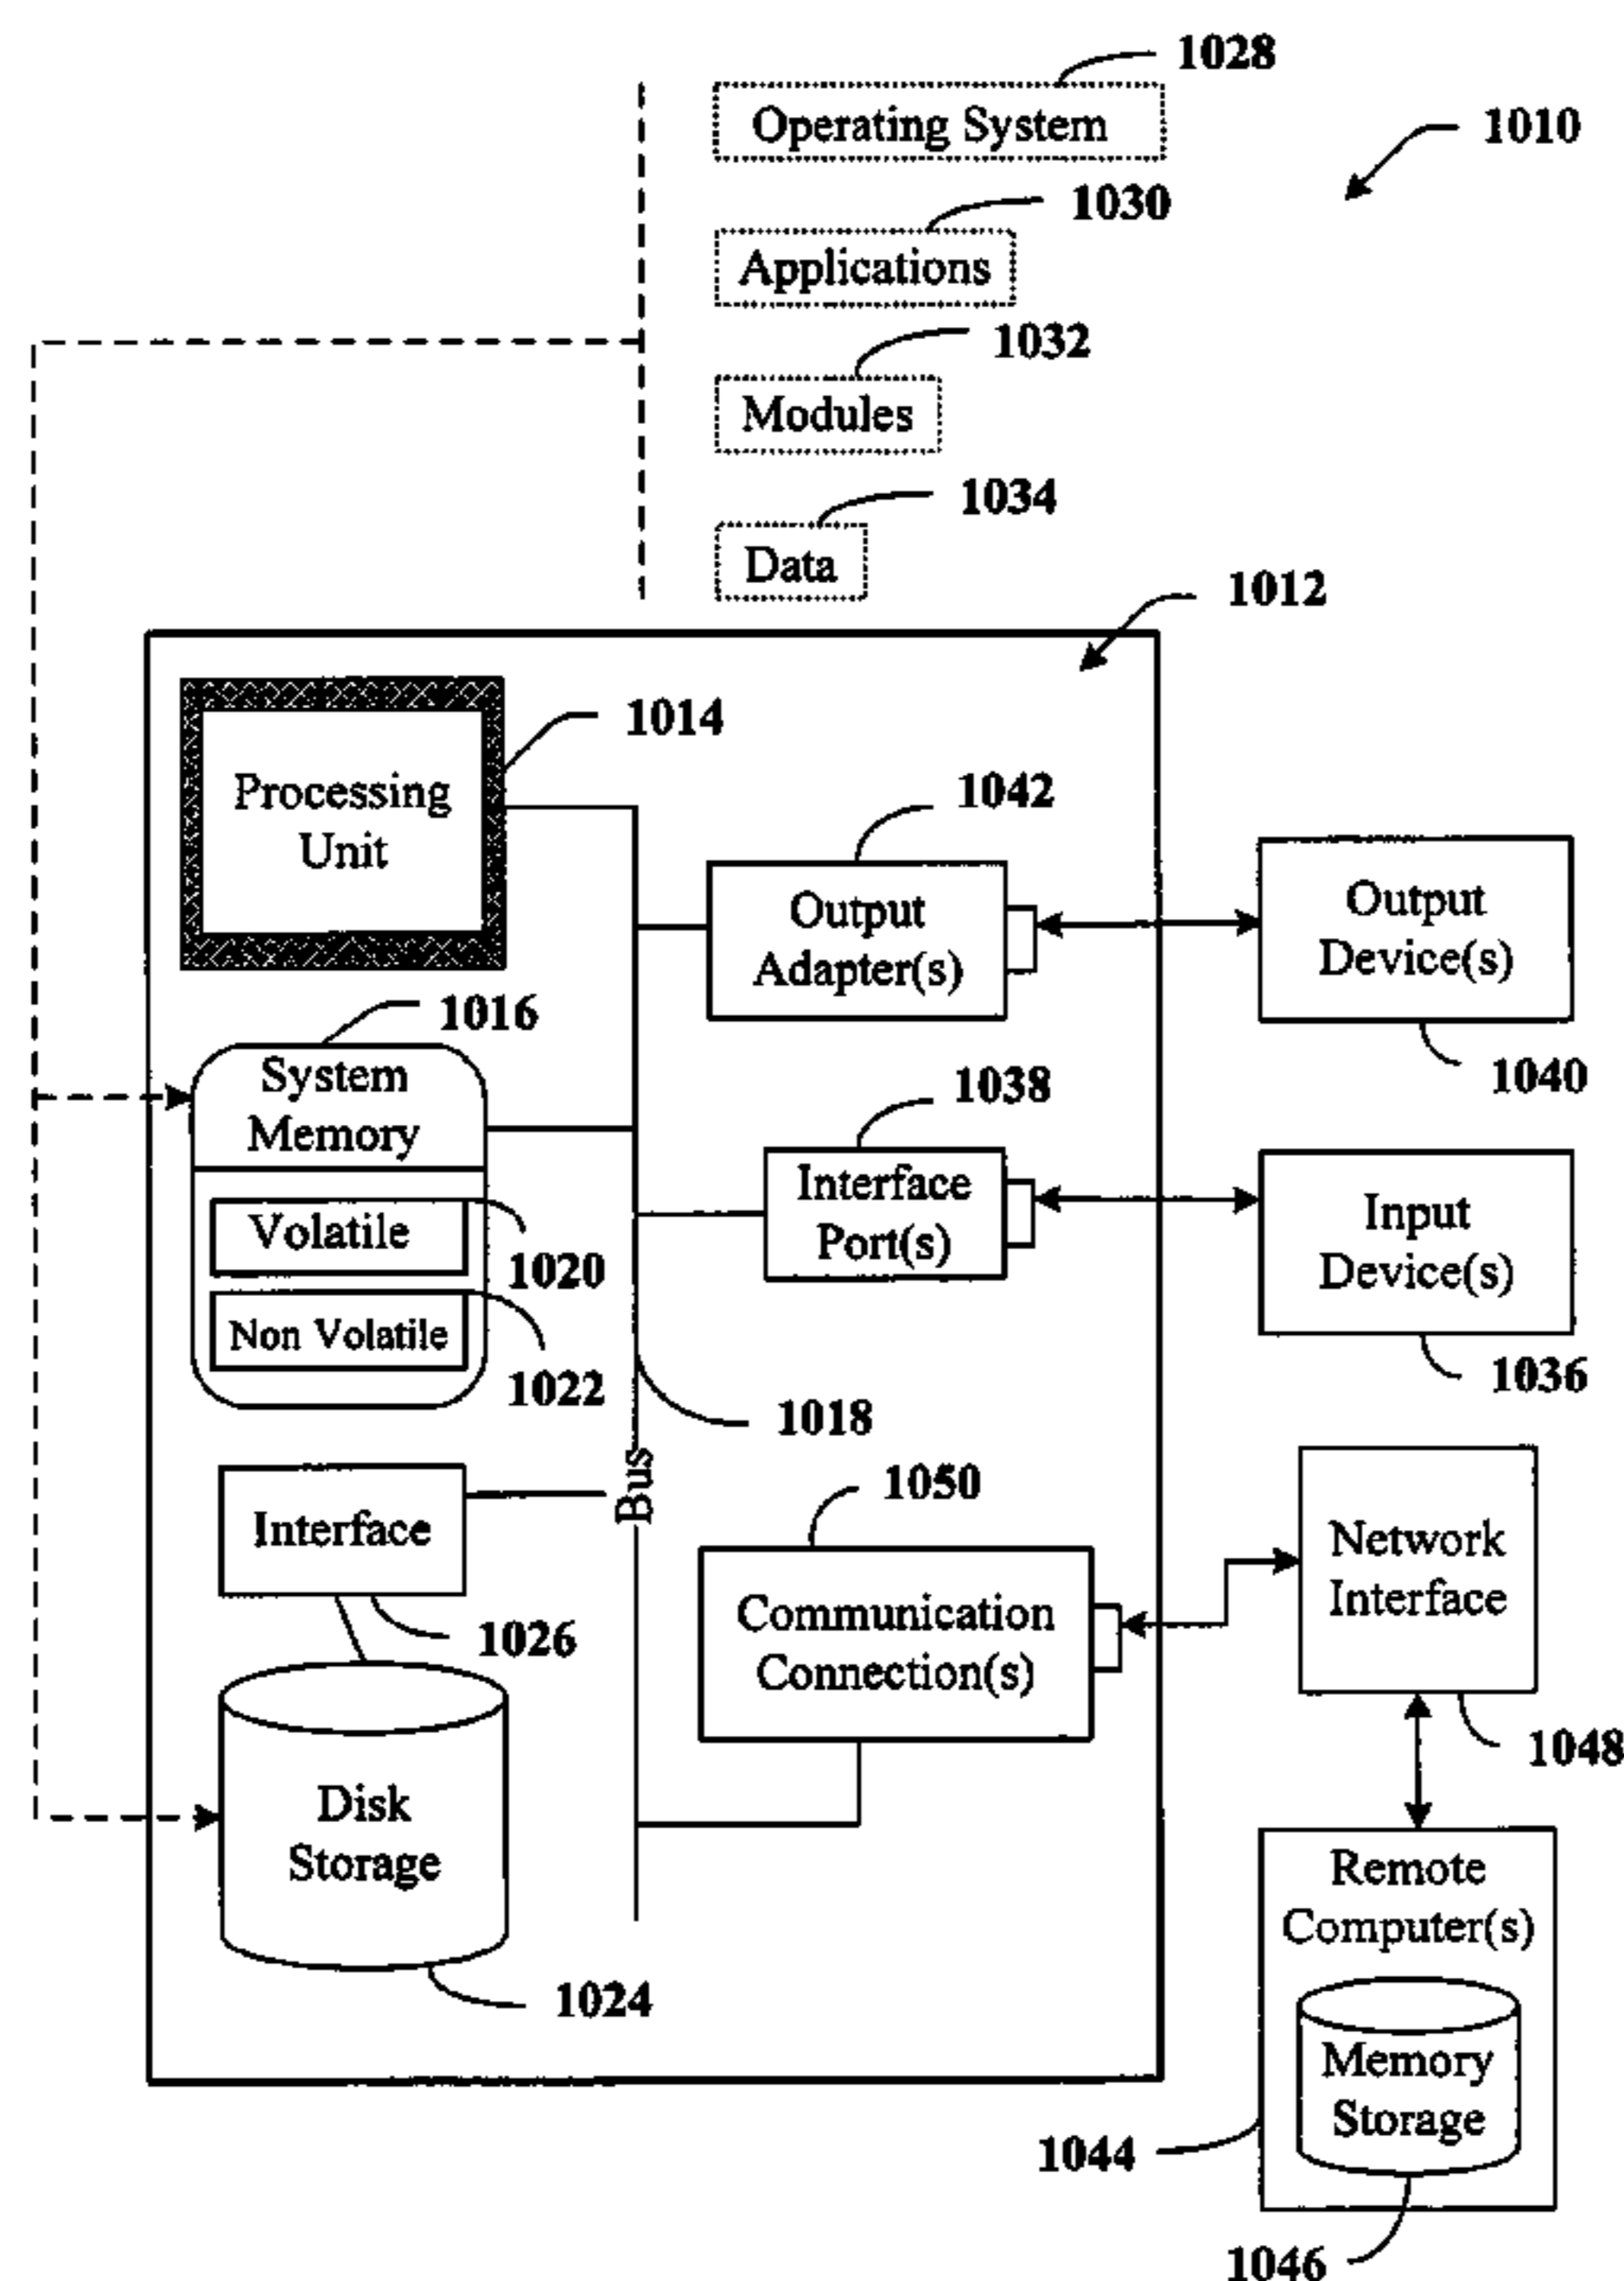 1028
Operating System
1010
1030
Applications
1032
Modules
1034
Data
1012
1014
Processing
Unit
1042
Output
Adapter(s)
Output
Device(s)
1040
1016
System
Memory
1038
Interface
Port(s)
Input
Device(s)
1036
Volatile
1020
Non Volatile
1022
1018
Bus
1050
Interface
1026
Communication
Connection(s)
Network
Interface
1048
Disk
Storage
1024
Remote
Computer(s)
Memory
Storage
1044
1046